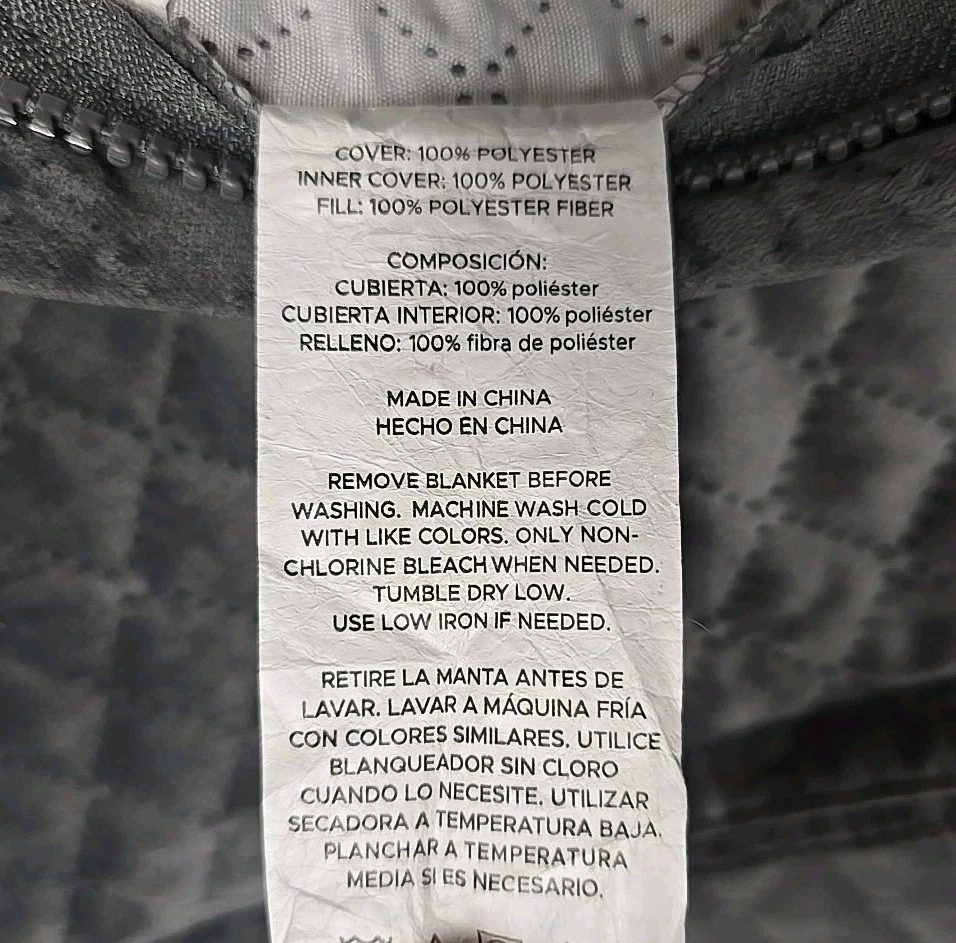 COVER: 100% POLYESTER
INNER COVER: 100% POLYESTER
FILL: 100% POLYESTER FIBER
COMPOSICIÓN:
CUBIERTA: 100% poliéster
CUBIERTA INTERIOR: 100% poliéster
RELLENO: 100% fibra de poliéster
MADE IN CHINA
HECHO EN CHINA
REMOVE BLANKET BEFORE
WASHING. MACHINE WASH COLD
WITH LIKE COLORS. ONLY NON-
CHLORINE BLEACH WHEN NEEDED.
TUMBLE DRY LOW.
USE LOW IRON IF NEEDED.
RETIRE LA MANTA ANTES DE
LAVAR. LAVAR A MÁQUINA FRÍA
CON COLORES SIMILARES. UTILICE
BLANQUEADOR SIN CLORO
CUANDO LO NECESITE. UTILIZAR
SECADORA A TEMPERATURA BAJA.
PLANCHAR A TEMPERATURA
MEDIA SI ES NECESARIO.